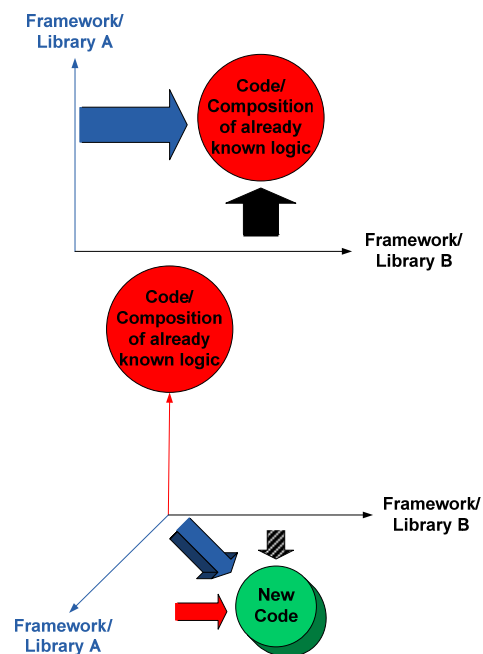 Framework/
Library A
Code/
Composition
of already
known logic
Framework/
Library B
Code/
Composition
of already
known logic
Framework/
Library B
New
Code
Framework/
Library A